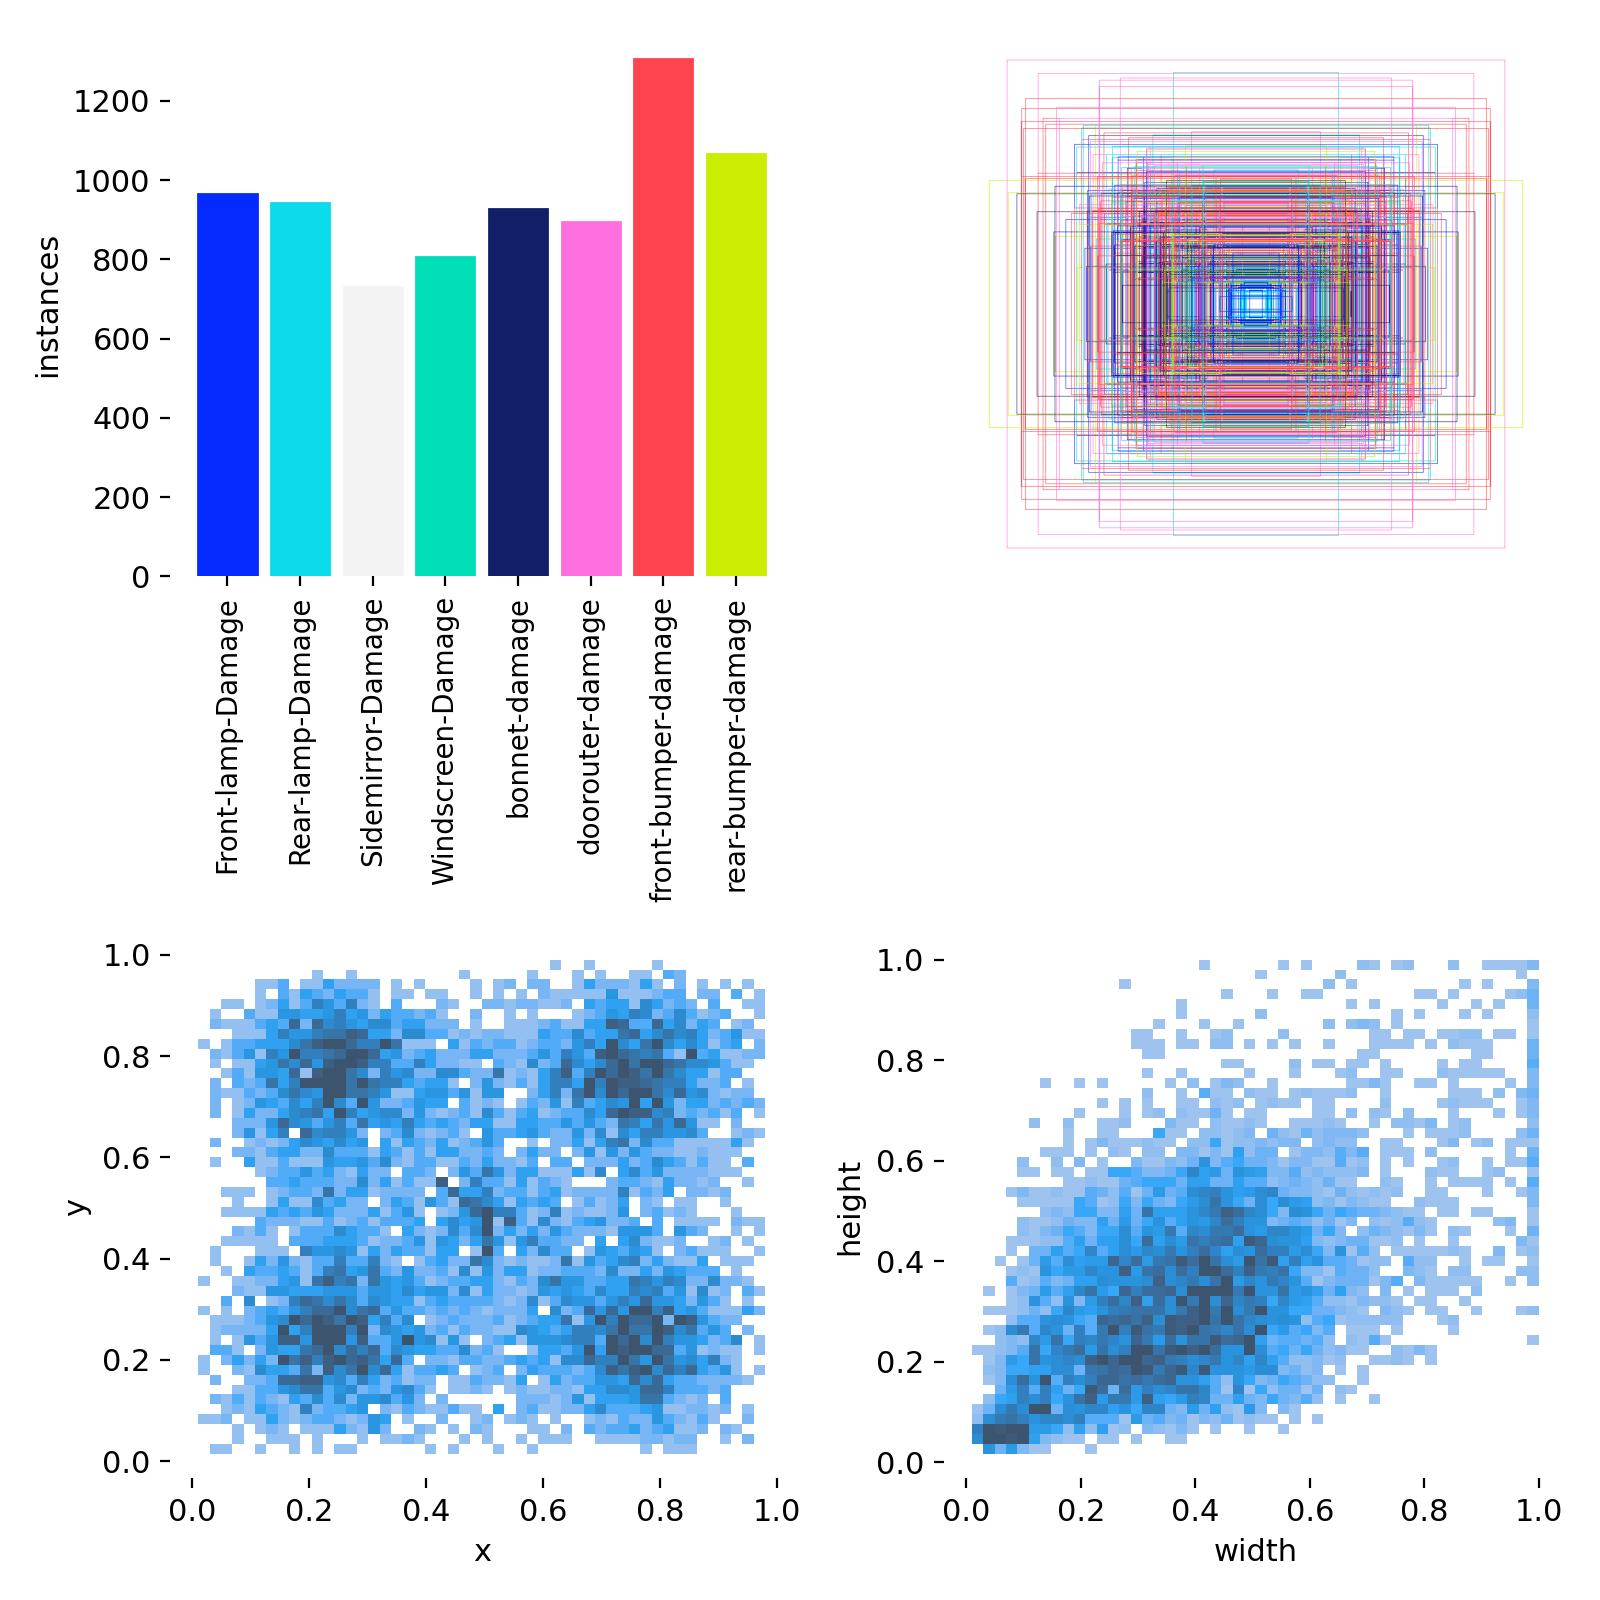 1200
1000
800
600
400
200
0
instances
Front-lamp-Damage
Rear-lamp-Damage
Sidemirror-Damage
Windscreen-Damage
bonnet-damage
doorouter-damage
front-bumper-damage
rear-bumper-damage
1.0
0.8
0.6
0.4
0.2
0.0
y
0.0 0.2 0.4 0.6 0.8 1.0
x
1.0
0.8
0.6
0.4
0.2
0.0
height
0.0 0.2 0.4 0.6 0.8 1.0
width